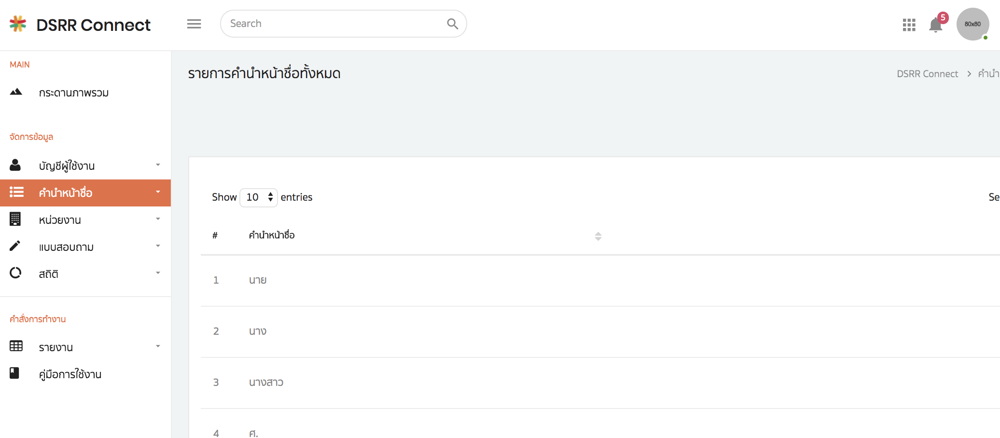 DSRR Connect
Search
5
80x80
MAIN
กระดานภาพรวม
จัดการข้อมูล
บัญชีผู้ใช้งาน
คำนำหน้าชื่อ
หน่วยงาน
แบบสอบถาม
สถิติ
คำสั่งการทำงาน
รายงาน
คู่มือการใช้งาน
รายการคำนำหน้าชื่อทั้งหมด
DSRR Connect > คำนำ
Show 10 entries
Se
# คำนำหน้าชื่อ
1 นาย
2 นาง
3 นางสาว
4 ศ.